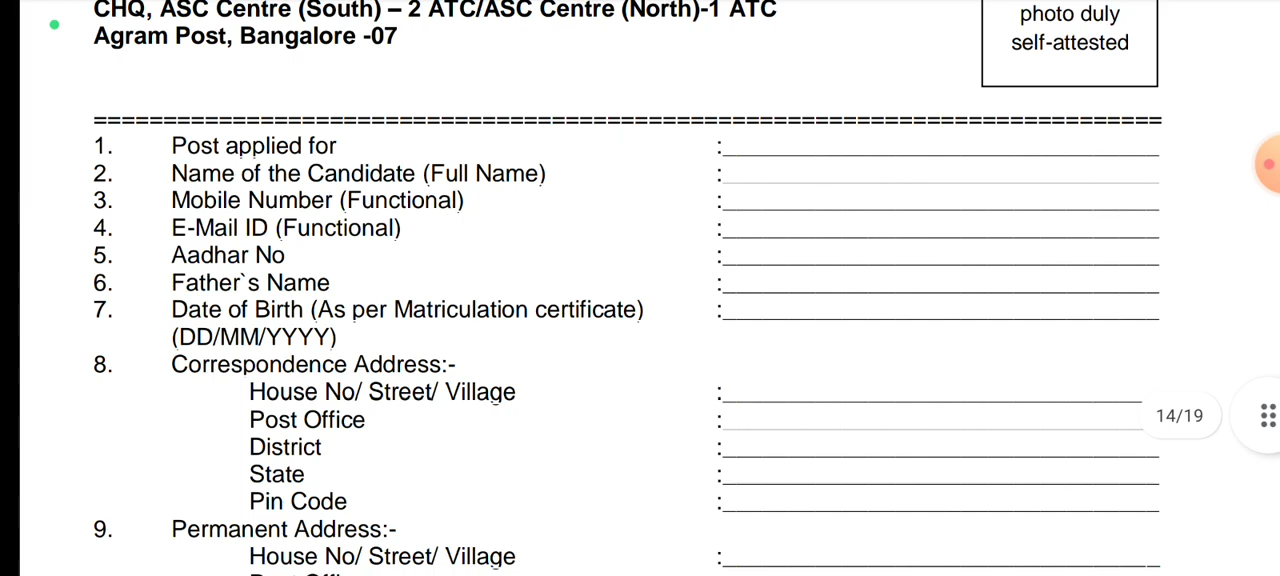 CHQ, ASC Centre (South) – 2 ATC/ASC Centre (North)-1 ATC
Agram Post, Bangalore -07
photo duly
self-attested
================================================================================
1. Post applied for :
2. Name of the Candidate (Full Name) :
3. Mobile Number (Functional) :
4. E-Mail ID (Functional) :
5. Aadhar No :
6. Father`s Name :
7. Date of Birth (As per Matriculation certificate) :
(DD/MM/YYYY)
8. Correspondence Address:-
House No/ Street/ Village :
Post Office :
14/19
District :
State :
Pin Code :
9. Permanent Address:-
House No/ Street/ Village :